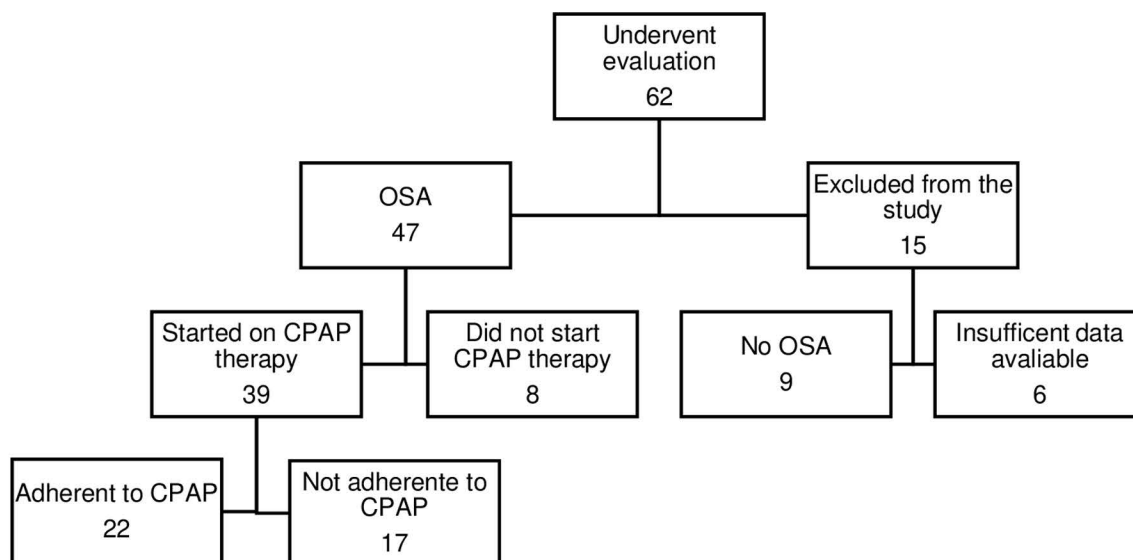 Undervent
evaluation
62
OSA
47
Excluded from the
study
15
Started on CPAP
therapy
39
Did not start
CPAP therapy
8
No OSA
9
Insufficent data
avaliable
6
Adherent to CPAP
22
Not adherente to
CPAP
17